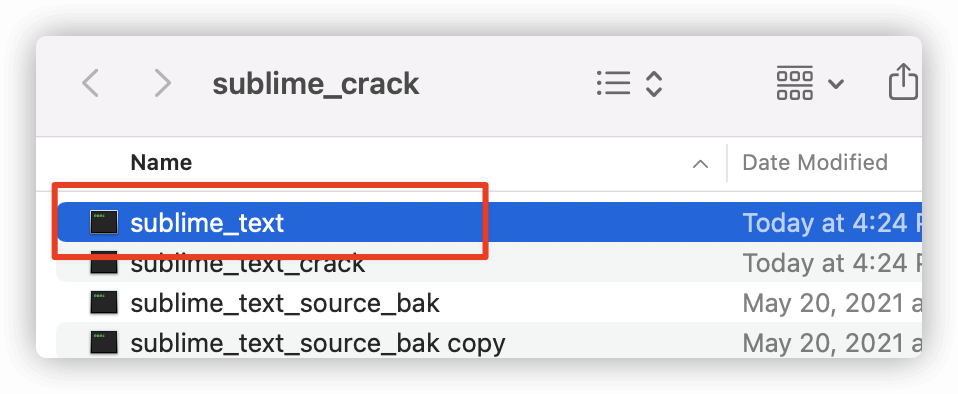 sublime_crack
Name Date Modified
sublime_text Today at 4:24
sublime_text_crack Today at 4:24
sublime_text_source_bak May 20, 2021
sublime_text_source_bak copy May 20, 2021